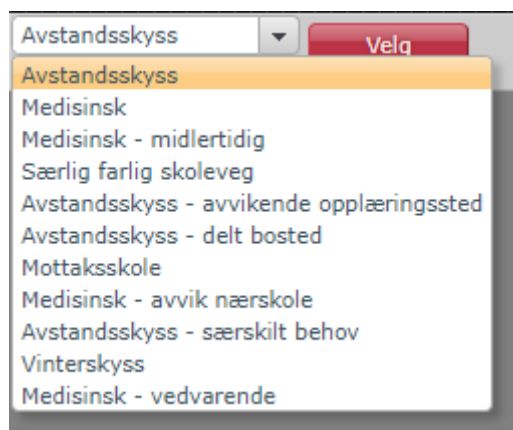 Avstandsskyss
Velg
Avstandsskyss
Medisinsk
Medisinsk - midlertidig
Særlig farlig skoleveg
Avstandsskyss - avvikende opplæringssted
Avstandsskyss - delt bosted
Mottaksskole
Medisinsk - avvik nærskole
Avstandsskyss - særskilt behov
Vinterskyss
Medisinsk - vedvarende